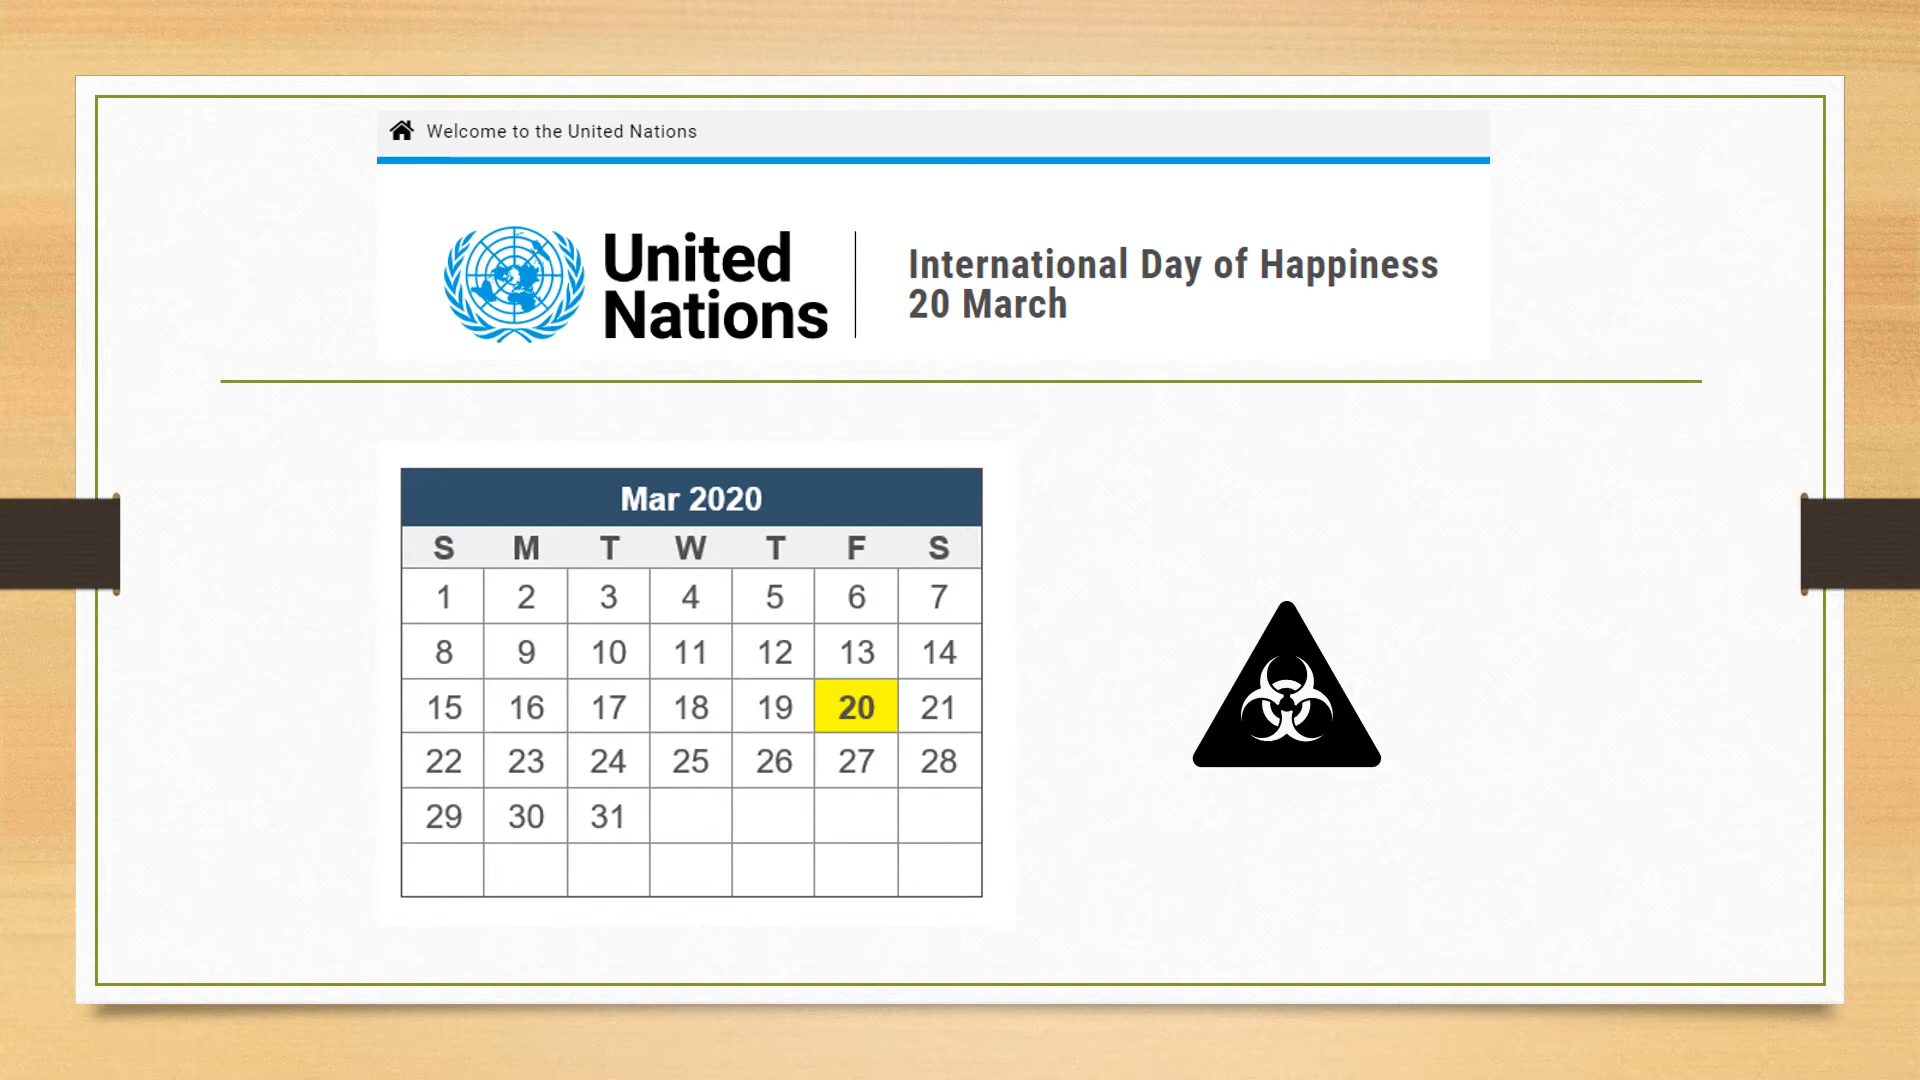 Welcome to the United Nations
United
Nations
International Day of Happiness
20 March
Mar 2020
S M T W T F S
1 2 3 4 5 6 7
8 9 10 11 12 13 14
15 16 17 18 19 20 21
22 23 24 25 26 27 28
29 30 31